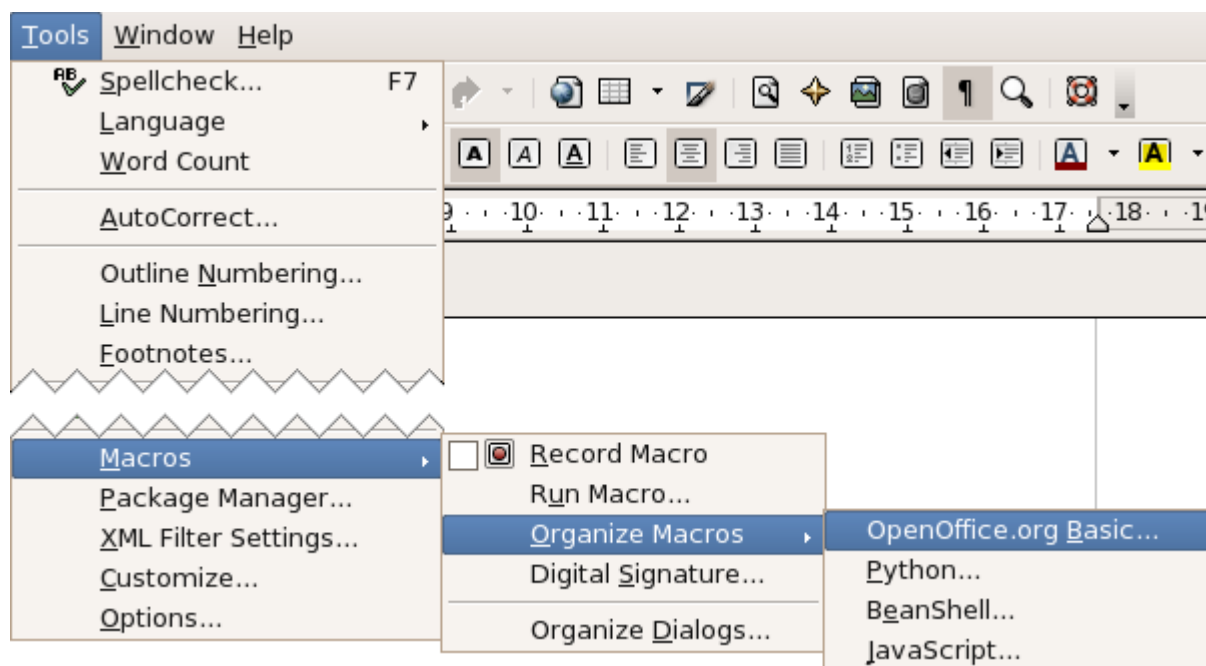 Tools Window Help
Spellcheck... F7
Language
Word Count
AutoCorrect...
9 10 11 12 13 14 15 16 17 18 19
Outline Numbering...
Line Numbering...
Footnotes...
Macros
Package Manager...
XML Filter Settings...
Customize...
Options...
Record Macro
Run Macro...
Organize Macros
Digital Signature...
Organize Dialogs...
OpenOffice.org Basic...
Python...
BeanShell...
JavaScript...